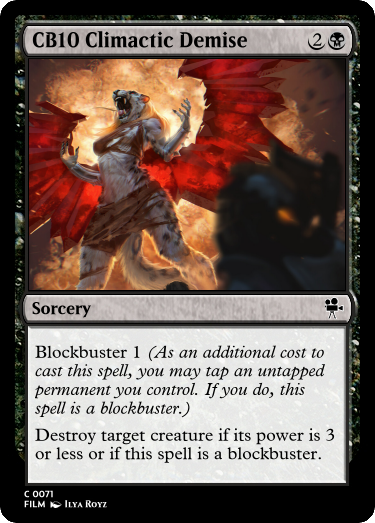 CB10 Climactic Demise 2
Sorcery
Blockbuster 1 (As an additional cost to
cast this spell, you may tap an untapped
permanent you control. If you do, this
spell is a blockbuster.)
Destroy target creature if its power is 3
or less or if this spell is a blockbuster.
C 0071
FILM Ilya Royz